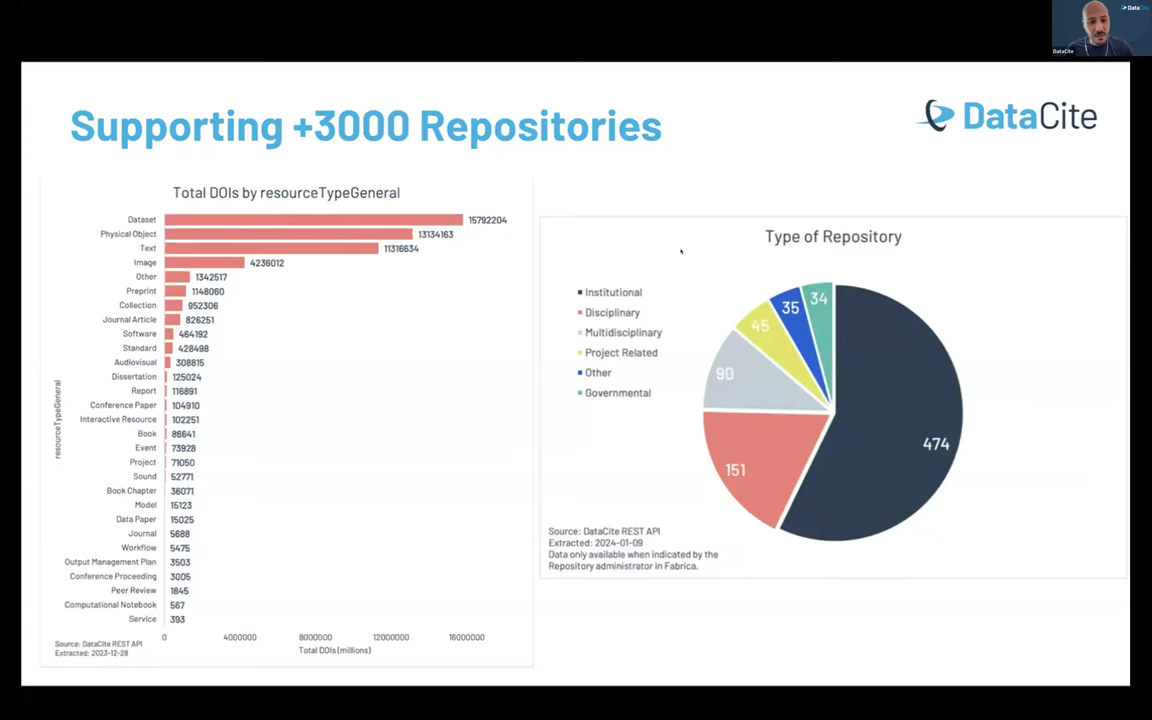 DataCite
DataCite
Supporting +3000 Repositories
DataCite
Total DOIs by resourceTypeGeneral
resourceTypeGeneral
Dataset 15792204
Physical Object 13134163
Text 11316634
Image 4236012
Other 1342517
Preprint 1148060
Collection 952306
Journal Article 826251
Software 464192
Standard 428498
Audiovisual 308815
Dissertation 125024
Report 116891
Conference Paper 104910
Interactive Resource 102251
Book 86641
Event 73928
Project 71050
Sound 52771
Book Chapter 36071
Model 15123
Data Paper 15025
Journal 5688
Workflow 5475
Output Management Plan 3503
Conference Proceeding 3005
Peer Review 1845
Computational Notebook 567
Service 393
0 4000000 8000000 12000000 16000000
Total DOIs (millions)
Source: DataCite REST API
Extracted: 2023-12-28
Type of Repository
Institutional
Disciplinary
Multidisciplinary
Project Related
Other
Governmental
474
151
90
45
35
34
Source: DataCite REST API
Extracted: 2024-01-09
Data only available when indicated by the
Repository administrator in Fabrica.